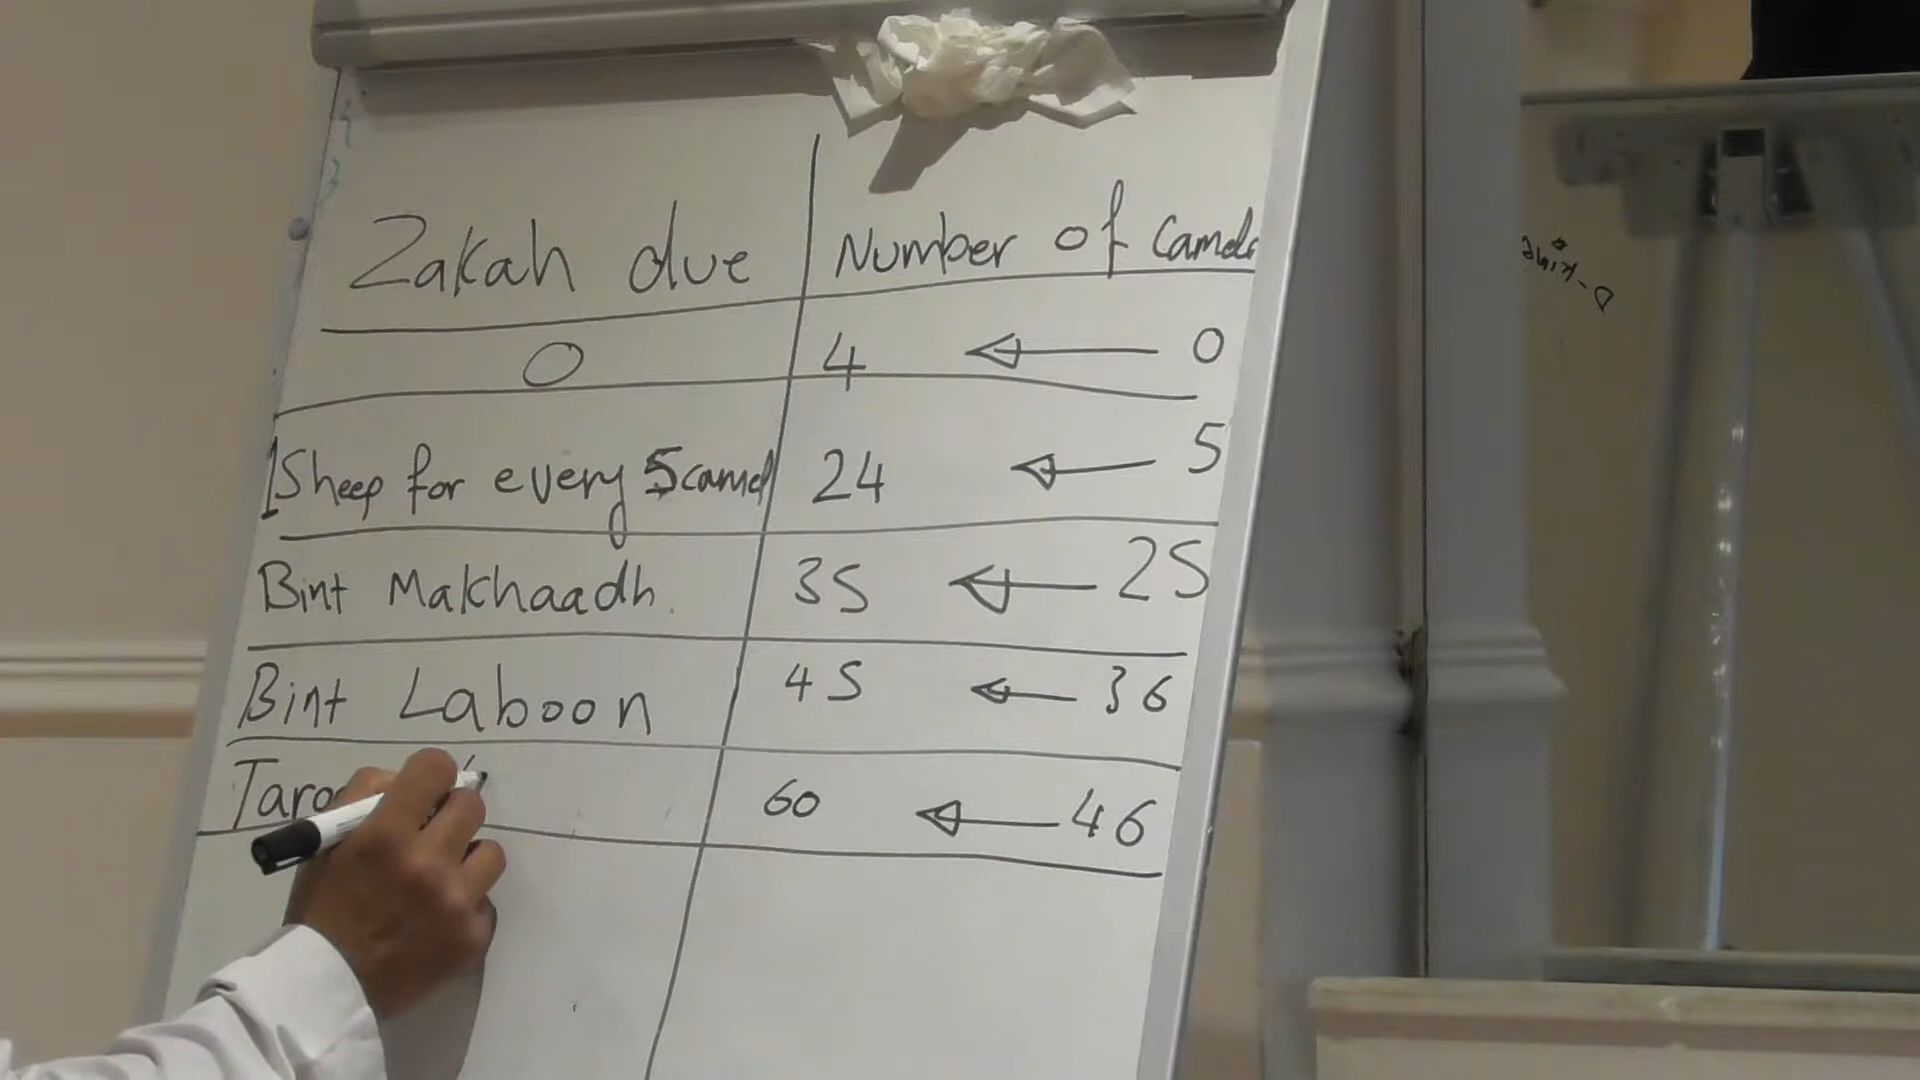 Zakah due Number of Camels
0 4 ← 0
1 Sheep for every 5 camel 24 ← 5
Bint Makhaadh. 35 ← 25
Bint Laboon 45 ← 36
60 ← 46